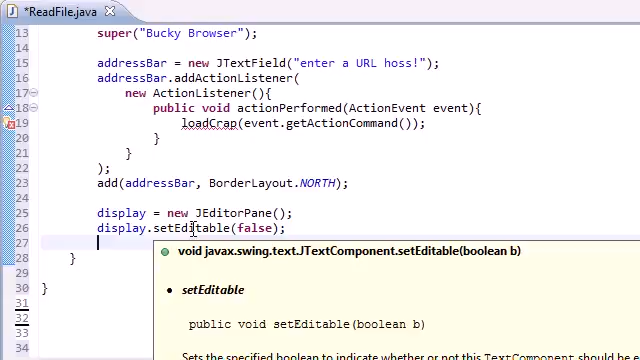 *ReadFile.java
13 super("Bucky Browser");
14
15 addressBar = new JTextField("enter a URL hoss!");
16 addressBar.addActionListener(
17 new ActionListener(){
18 public void actionPerformed(ActionEvent event){
19 loadCrap(event.getActionCommand());
20 }
21 }
22 );
23 add(addressBar, BorderLayout.NORTH);
24
25 display = new JEditorPane();
26 display.setEditable(false);
27
void javax.swing.text.JTextComponent.setEditable(boolean b)
28 }
29
setEditable
30 }
31
32
public void setEditable(boolean b)
33
34
Sets the specified boolean to indicate whether or not this TextComponent should be e